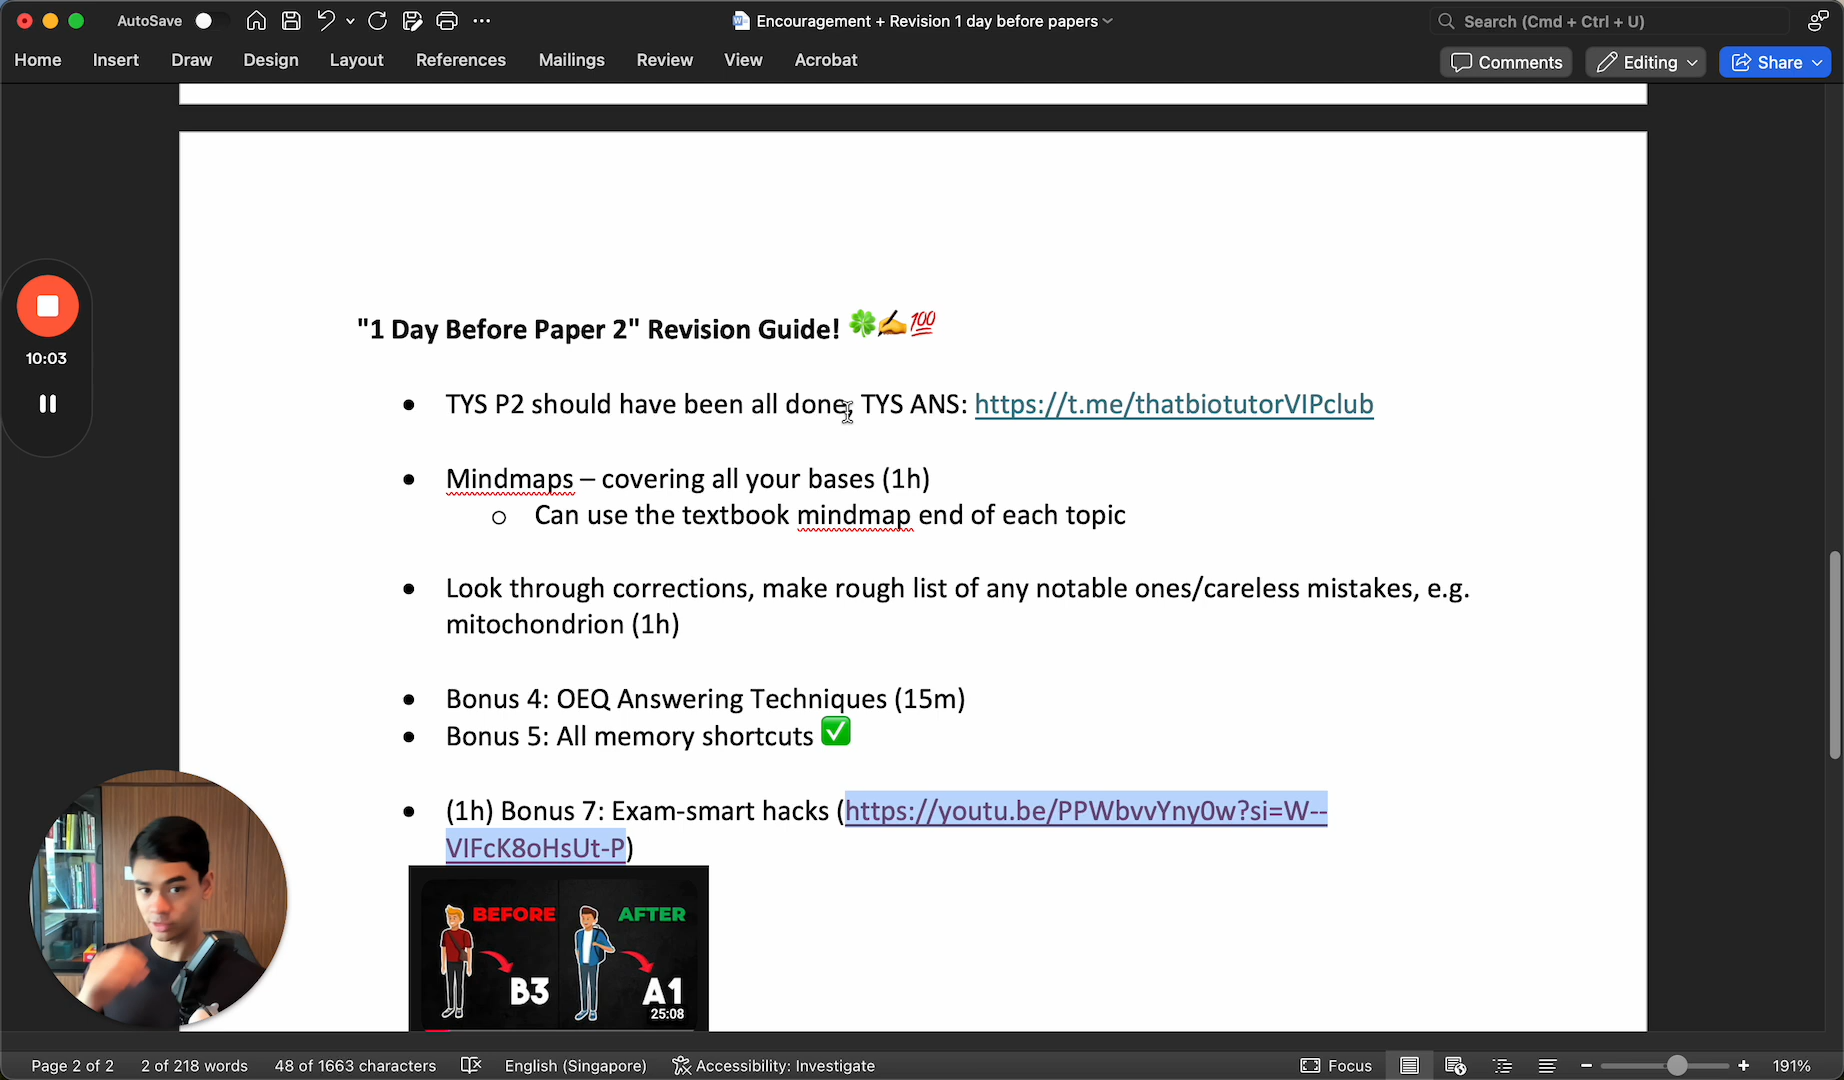 AutoSave
Encouragement + Revision 1 day before papers
Search (Cmd + Ctrl + U)
Home Insert Draw Design Layout References Mailings Review View Acrobat
Comments Editing Share
"1 Day Before Paper 2" Revision Guide! 🍀✍️💯
10:03
• TYS P2 should have been all done, TYS ANS: https://t.me/thatbiotutorVIPclub
• Mindmaps – covering all your bases (1h)
o Can use the textbook mindmap end of each topic
• Look through corrections, make rough list of any notable ones/careless mistakes, e.g.
mitochondrion (1h)
• Bonus 4: OEQ Answering Techniques (15m)
• Bonus 5: All memory shortcuts ✅
• (1h) Bonus 7: Exam-smart hacks (https://youtu.be/PPWbvvYny0w?si=W--
VIFcK8oHsUt-P)
BEFORE AFTER
B3 A1
25:08
Page 2 of 2 2 of 218 words 48 of 1663 characters English (Singapore) Accessibility: Investigate Focus 191%